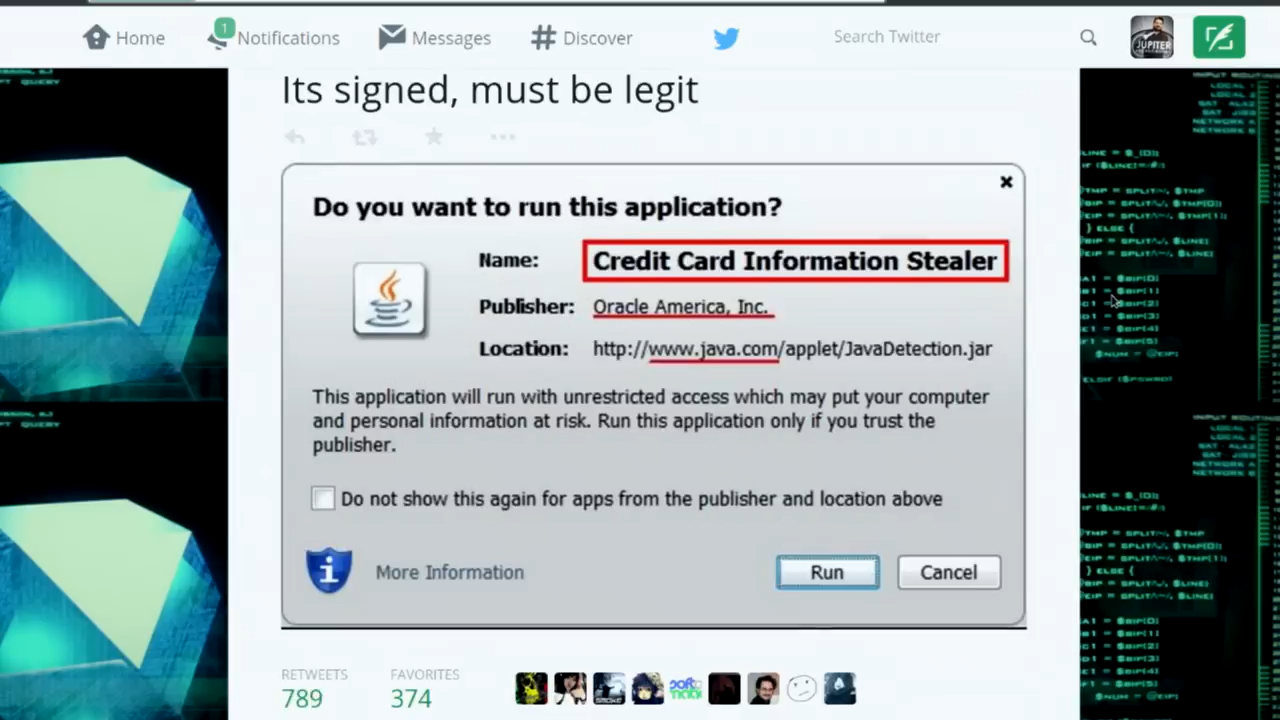 Home
1
Notifications
Messages
# Discover
Search Twitter
JUPITER
Its signed, must be legit
Do you want to run this application?
Name: Credit Card Information Stealer
Publisher: Oracle America, Inc.
Location: http://www.java.com/applet/JavaDetection.jar
This application will run with unrestricted access which may put your computer
and personal information at risk. Run this application only if you trust the
publisher.
Do not show this again for apps from the publisher and location above
More Information
Run
Cancel
RETWEETS
789
FAVORITES
374